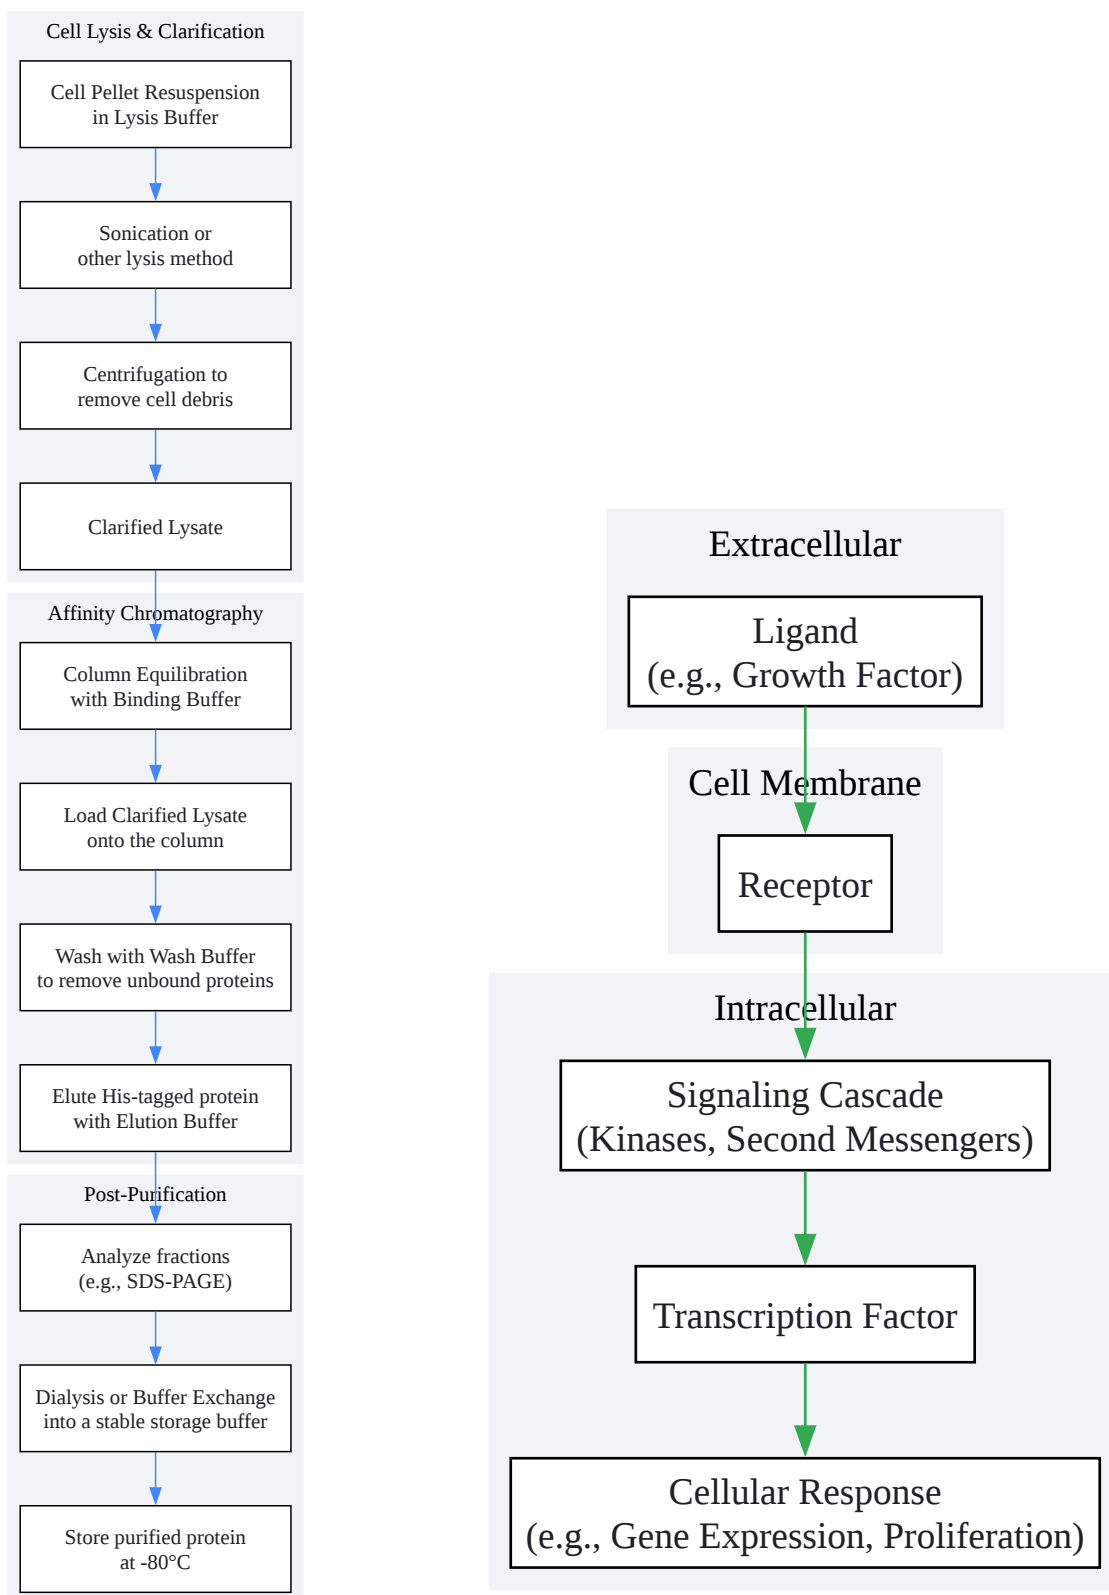 Cell Lysis & Clarification
Cell Pellet Resuspension
in Lysis Buffer
Sonication or
other lysis method
Centrifugation to
remove cell debris
Clarified Lysate
Affinity Chromatography
Column Equilibration
with Binding Buffer
Load Clarified Lysate
onto the column
Wash with Wash Buffer
to remove unbound proteins
Elute His-tagged protein
with Elution Buffer
Post-Purification
Analyze fractions
(e.g., SDS-PAGE)
Dialysis or Buffer Exchange
into a stable storage buffer
Store purified protein
at -80°C
Extracellular
Ligand
(e.g., Growth Factor)
Cell Membrane
Receptor
Intracellular
Signaling Cascade
(Kinases, Second Messengers)
Transcription Factor
Cellular Response
(e.g., Gene Expression, Proliferation)